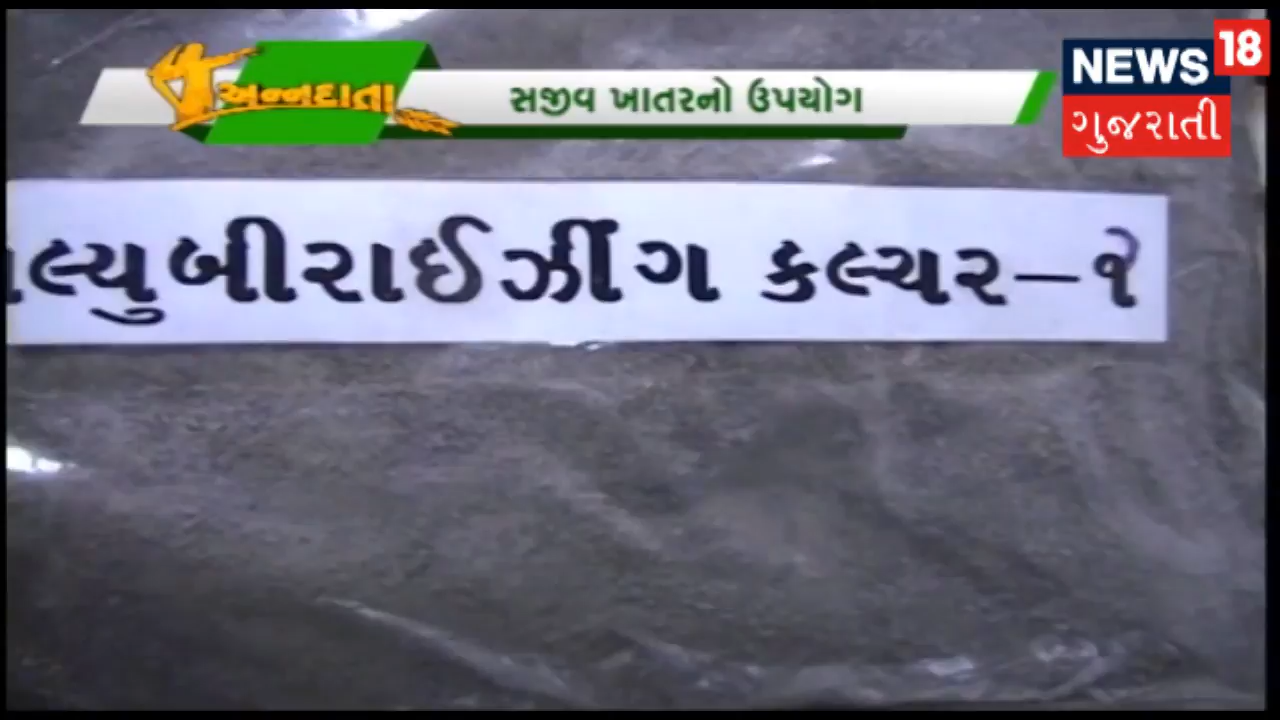 અન્નદાતા
સજીવ ખાતરનો ઉપયોગ
NEWS 18
ગુજરાતી
લ્યુબીરાઈઝીંગ કલ્ચર–૧